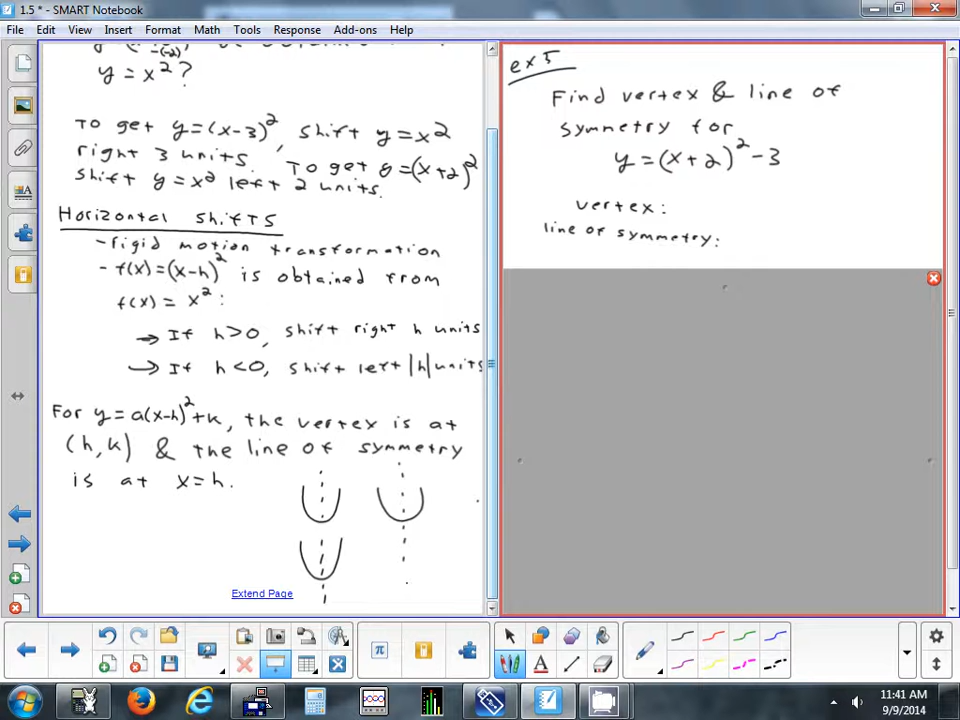 1.5 * - SMART Notebook
File Edit View Insert Format Math Tools Response Add-ons Help
y = x² ?
To get y=(x-3)², shift y=x²
right 3 units. To get y=(x+2)²
shift y=x² left 2 units.
Horizontal Shifts
-rigid motion transformation
- f(x)=(x-h)² is obtained from
f(x) = x²:
→ If h>0, shift right h units
→ If h<0, shift left |h| units
For y=a(x-h)²+k, the vertex is at
(h,k) & the line of symmetry
is at x=h.
Extend Page
ex 5
Find vertex & line of
symmetry for
y=(x+2)²-3
vertex:
line of symmetry:
11:41 AM
9/9/2014